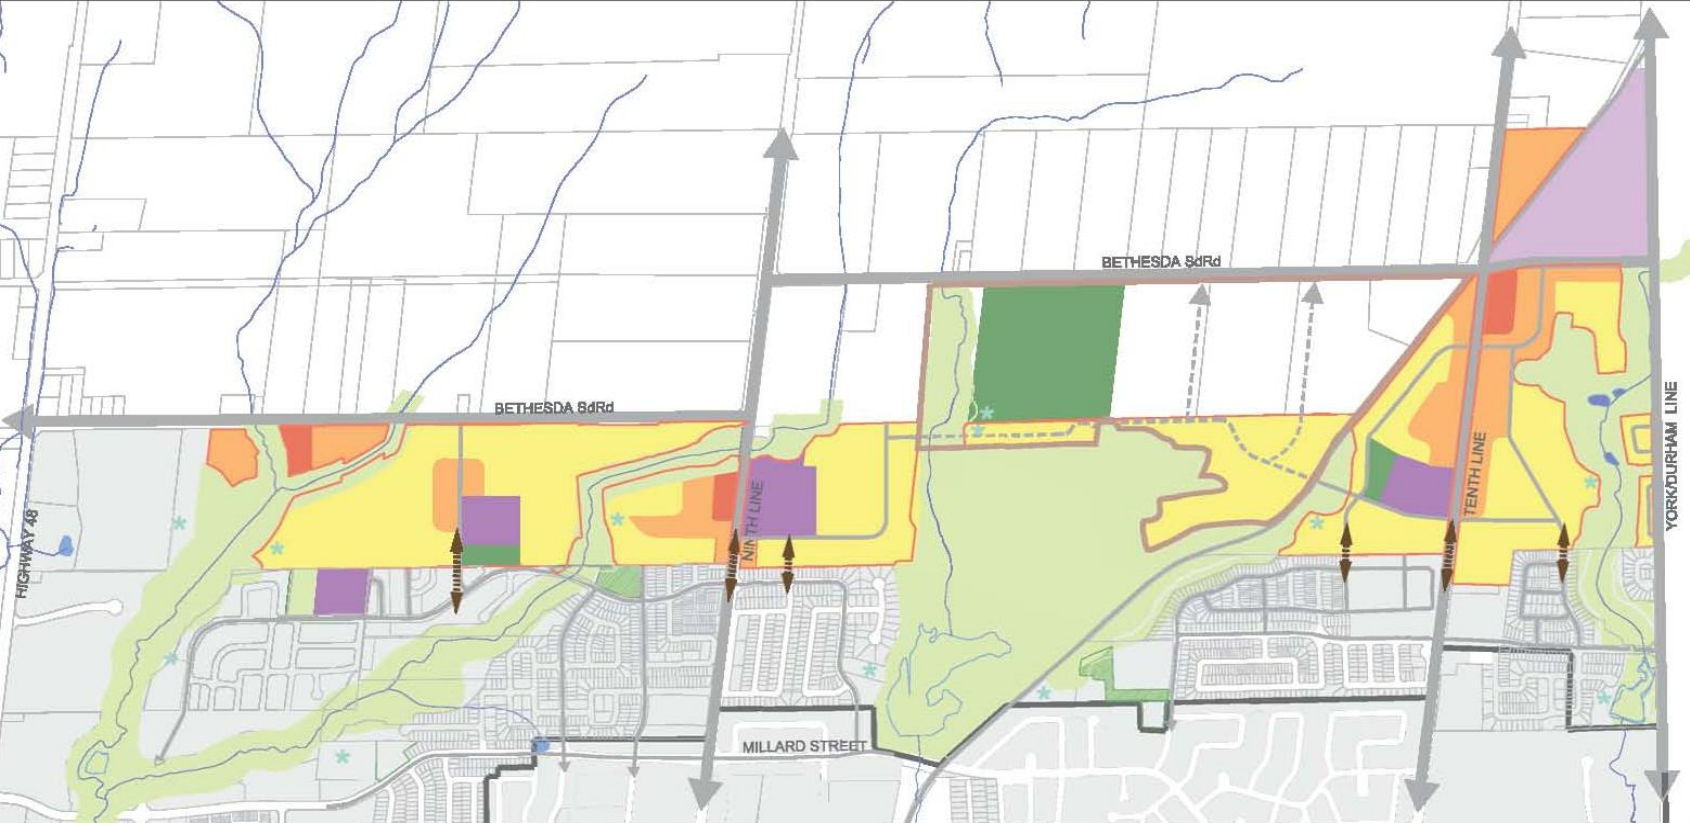 BETHESDA SdRd
BETHESDA SdRd
HIGHWAY 48
NINTH LINE
TENTH LINE
YORK/DURHAM LINE
MILLARD STREET